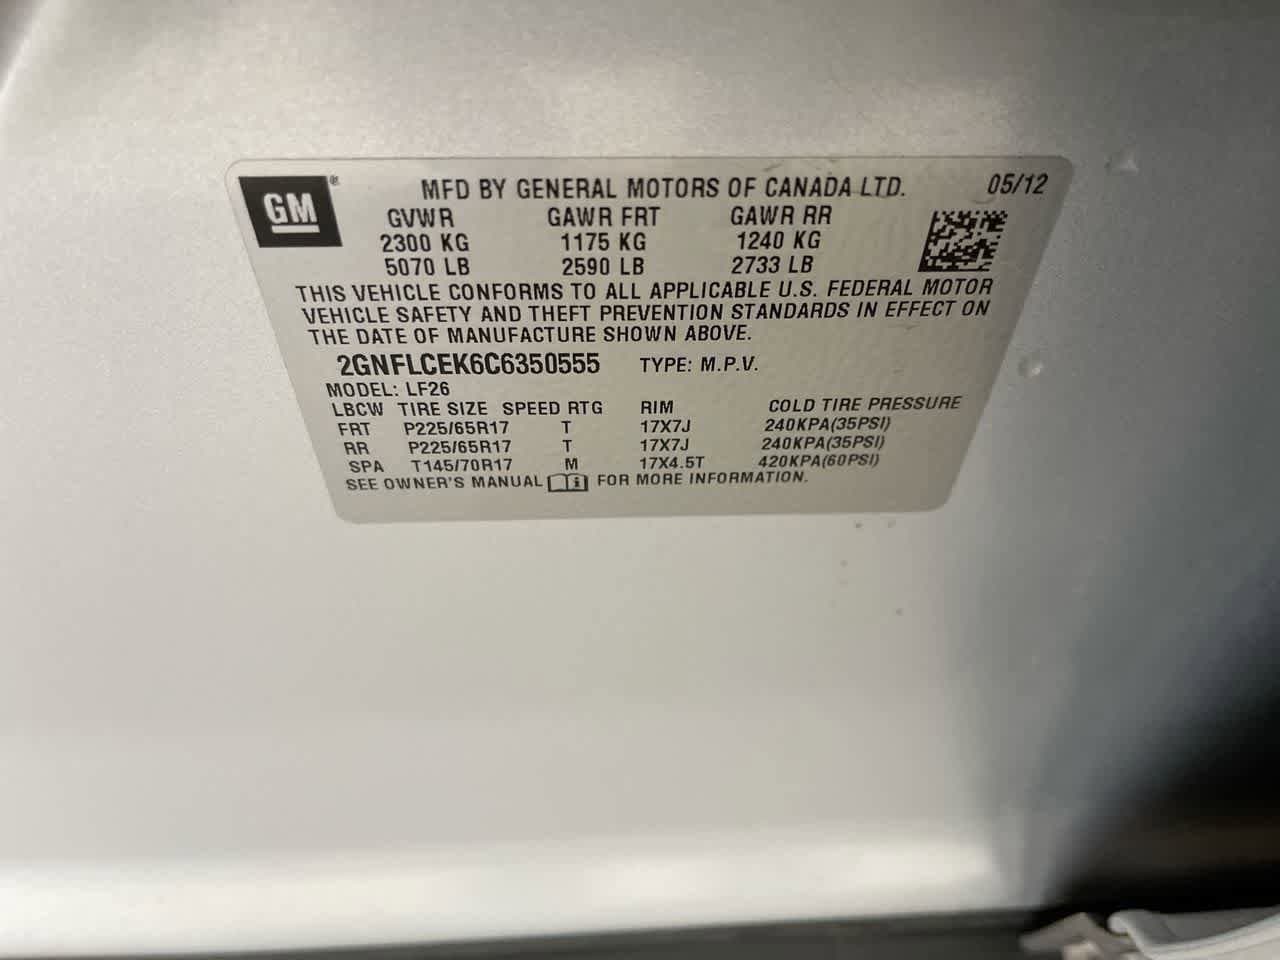 GM®
MFD BY GENERAL MOTORS OF CANADA LTD. 05/12
GVWR GAWR FRT GAWR RR
2300 KG 1175 KG 1240 KG
5070 LB 2590 LB 2733 LB
THIS VEHICLE CONFORMS TO ALL APPLICABLE U.S. FEDERAL MOTOR
VEHICLE SAFETY AND THEFT PREVENTION STANDARDS IN EFFECT ON
THE DATE OF MANUFACTURE SHOWN ABOVE.
2GNFLCEK6C6350555 TYPE: M.P.V.
MODEL: LF26
LBCW TIRE SIZE SPEED RTG RIM COLD TIRE PRESSURE
FRT P225/65R17 T 17X7J 240KPA(35PSI)
RR P225/65R17 T 17X7J 240KPA(35PSI)
SPA T145/70R17 M 17X4.5T 420KPA(60PSI)
SEE OWNER'S MANUAL i FOR MORE INFORMATION.